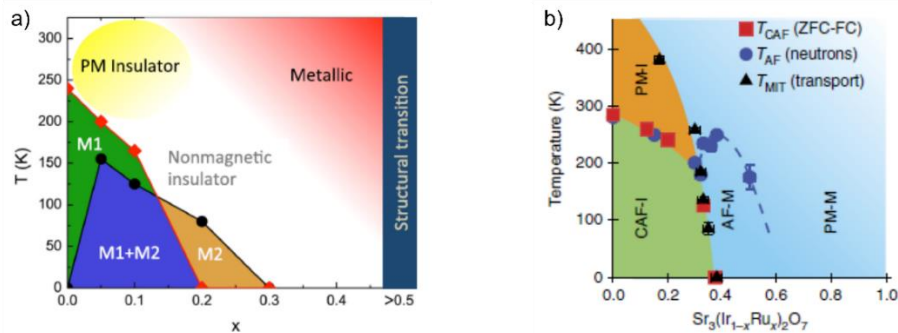 a)
300
250
200
150
100
50
0
T (K)
PM Insulator
Metallic
M1
Nonmagnetic
insulator
M1+M2
M2
Structural transition
0.0
0.1
0.2
0.3
0.4
>0.5
x
b)
T_CAF (ZFC-FC)
T_AF (neutrons)
T_MIT (transport)
400
300
200
100
0
Temperature (K)
PM-I
CAF-I
AF-M
PM-M
0.0
0.2
0.4
0.6
0.8
1.0
Sr₃(Ir₁₋ₓRuₓ)₂O₇